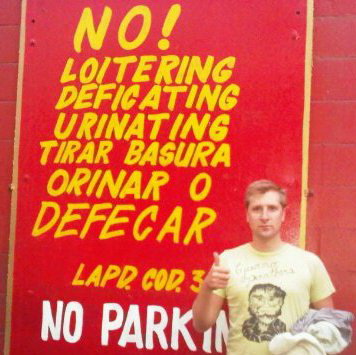 NO!
LOITERING
DEFICATING
URINATING
TIRAR BASURA
ORINAR O
DEFECAR
LAPD. COD. 3
NO PARKIN